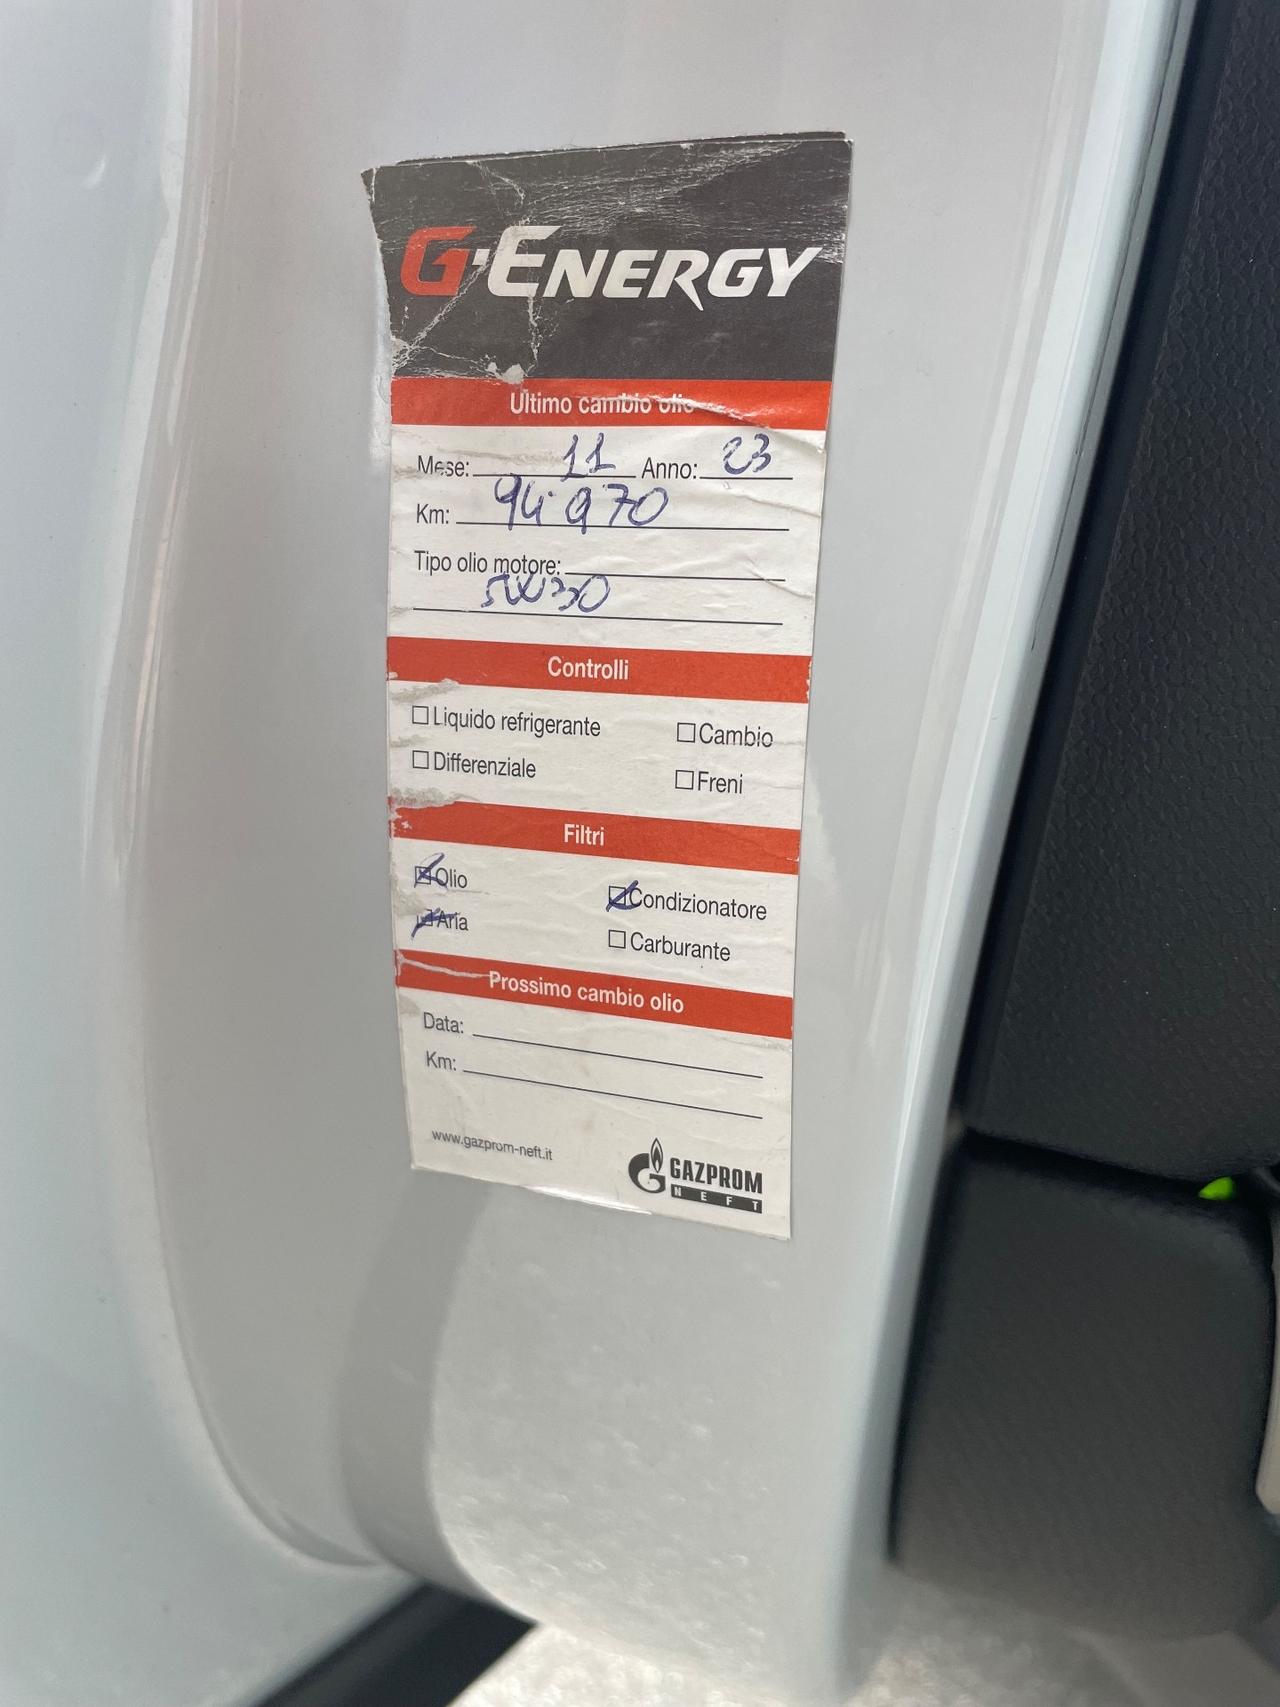 G-ENERGY
Ultimo cambio olio
Mese: 11 Anno: 23
Km: 94 970
Tipo olio motore:
5W30
Controlli
Liquido refrigerante Cambio
Differenziale Freni
Filtri
Olio Condizionatore
Aria Carburante
Prossimo cambio olio
Data:
Km:
www.gazprom-neft.it
GAZPROM
NEFT